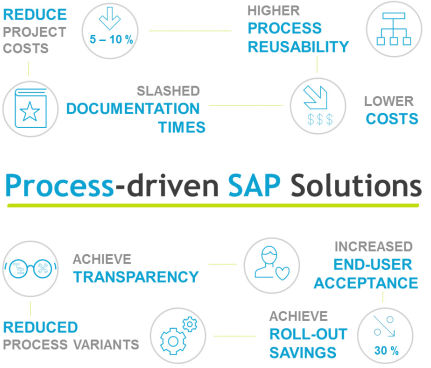 REDUCE
PROJECT
COSTS
5 – 10 %
HIGHER
PROCESS
REUSABILITY
SLASHED
DOCUMENTATION
TIMES
$$$
LOWER
COSTS
Process-driven SAP Solutions
ACHIEVE
TRANSPARENCY
INCREASED
END-USER
ACCEPTANCE
REDUCED
PROCESS VARIANTS
ACHIEVE
ROLL-OUT
SAVINGS
%
30 %